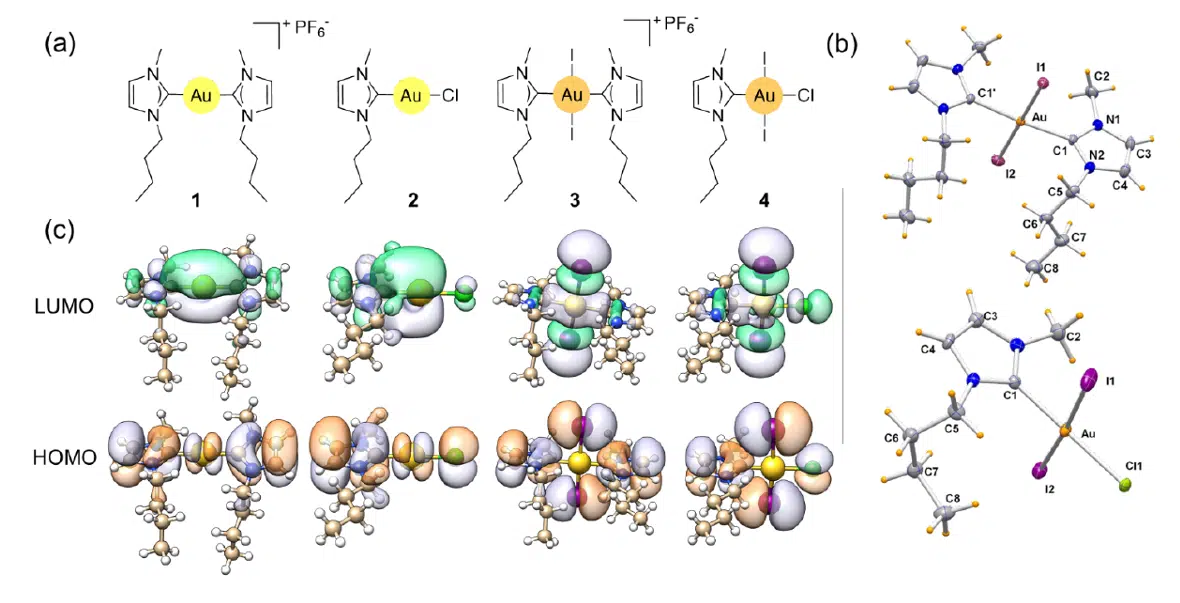 (a)
+ PF6-
N
N
Au
N
N
1
N
N
Au
Cl
2
+ PF6-
N
N
I
Au
I
N
N
3
N
N
I
Au
I
Cl
4
(b)
I1
C2
C1'
Au
N1
C1
C3
I2
N2
C4
C5
C6
C7
C8
C3
C2
C4
C1
I1
C5
C6
Au
C7
I2
Cl1
C8
(c)
LUMO
HOMO